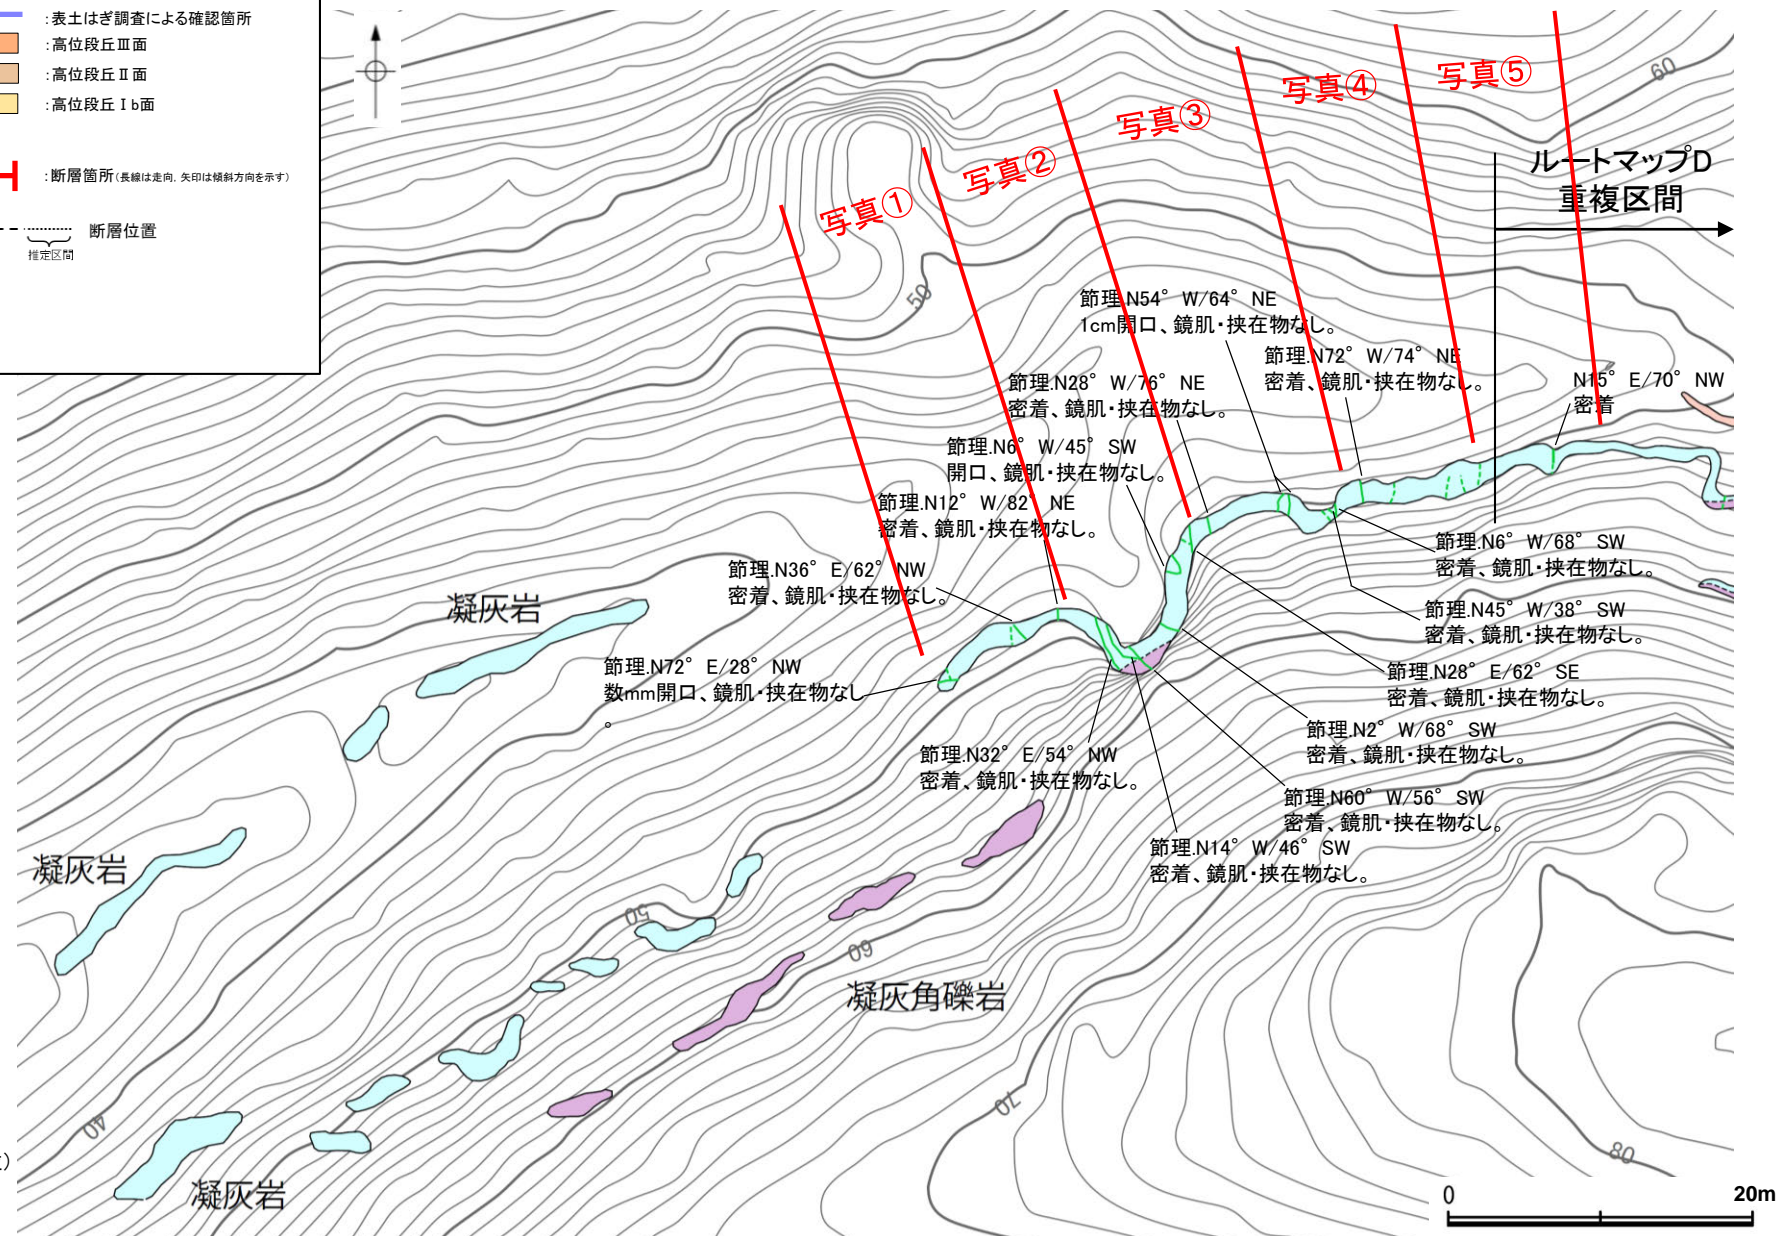 :表土はぎ調査による確認箇所
:高位段丘Ⅲ面
:高位段丘Ⅱ面
:高位段丘Ⅰb面
:断層箇所(長線は走向、矢印は傾斜方向を示す)
断層位置
推定区間
写真①
写真②
写真③
写真④
写真⑤
60
ルートマップD
重複区間
50
節理.N54°W/64°NE
1cm開口、鏡肌・挟在物なし。
節理.N72°W/74°NE
密着、鏡肌・挟在物なし。
N15°E/70°NW
密着
節理.N28°W/76°NE
密着、鏡肌・挟在物なし。
節理.N6°W/45°SW
開口、鏡肌・挟在物なし。
節理.N12°W/82°NE
密着、鏡肌・挟在物なし。
節理.N36°E/62°NW
密着、鏡肌・挟在物なし。
節理.N72°E/28°NW
数mm開口、鏡肌・挟在物なし
。
節理.N6°W/68°SW
密着、鏡肌・挟在物なし。
節理.N45°W/38°SW
密着、鏡肌・挟在物なし。
節理.N28°E/62°SE
密着、鏡肌・挟在物なし。
節理.N2°W/68°SW
密着、鏡肌・挟在物なし。
節理.N32°E/54°NW
密着、鏡肌・挟在物なし。
節理.N60°W/56°SW
密着、鏡肌・挟在物なし。
節理.N14°W/46°SW
密着、鏡肌・挟在物なし。
凝灰岩
凝灰岩
50
60
凝灰角礫岩
40
70
80
凝灰岩
)
0
20m